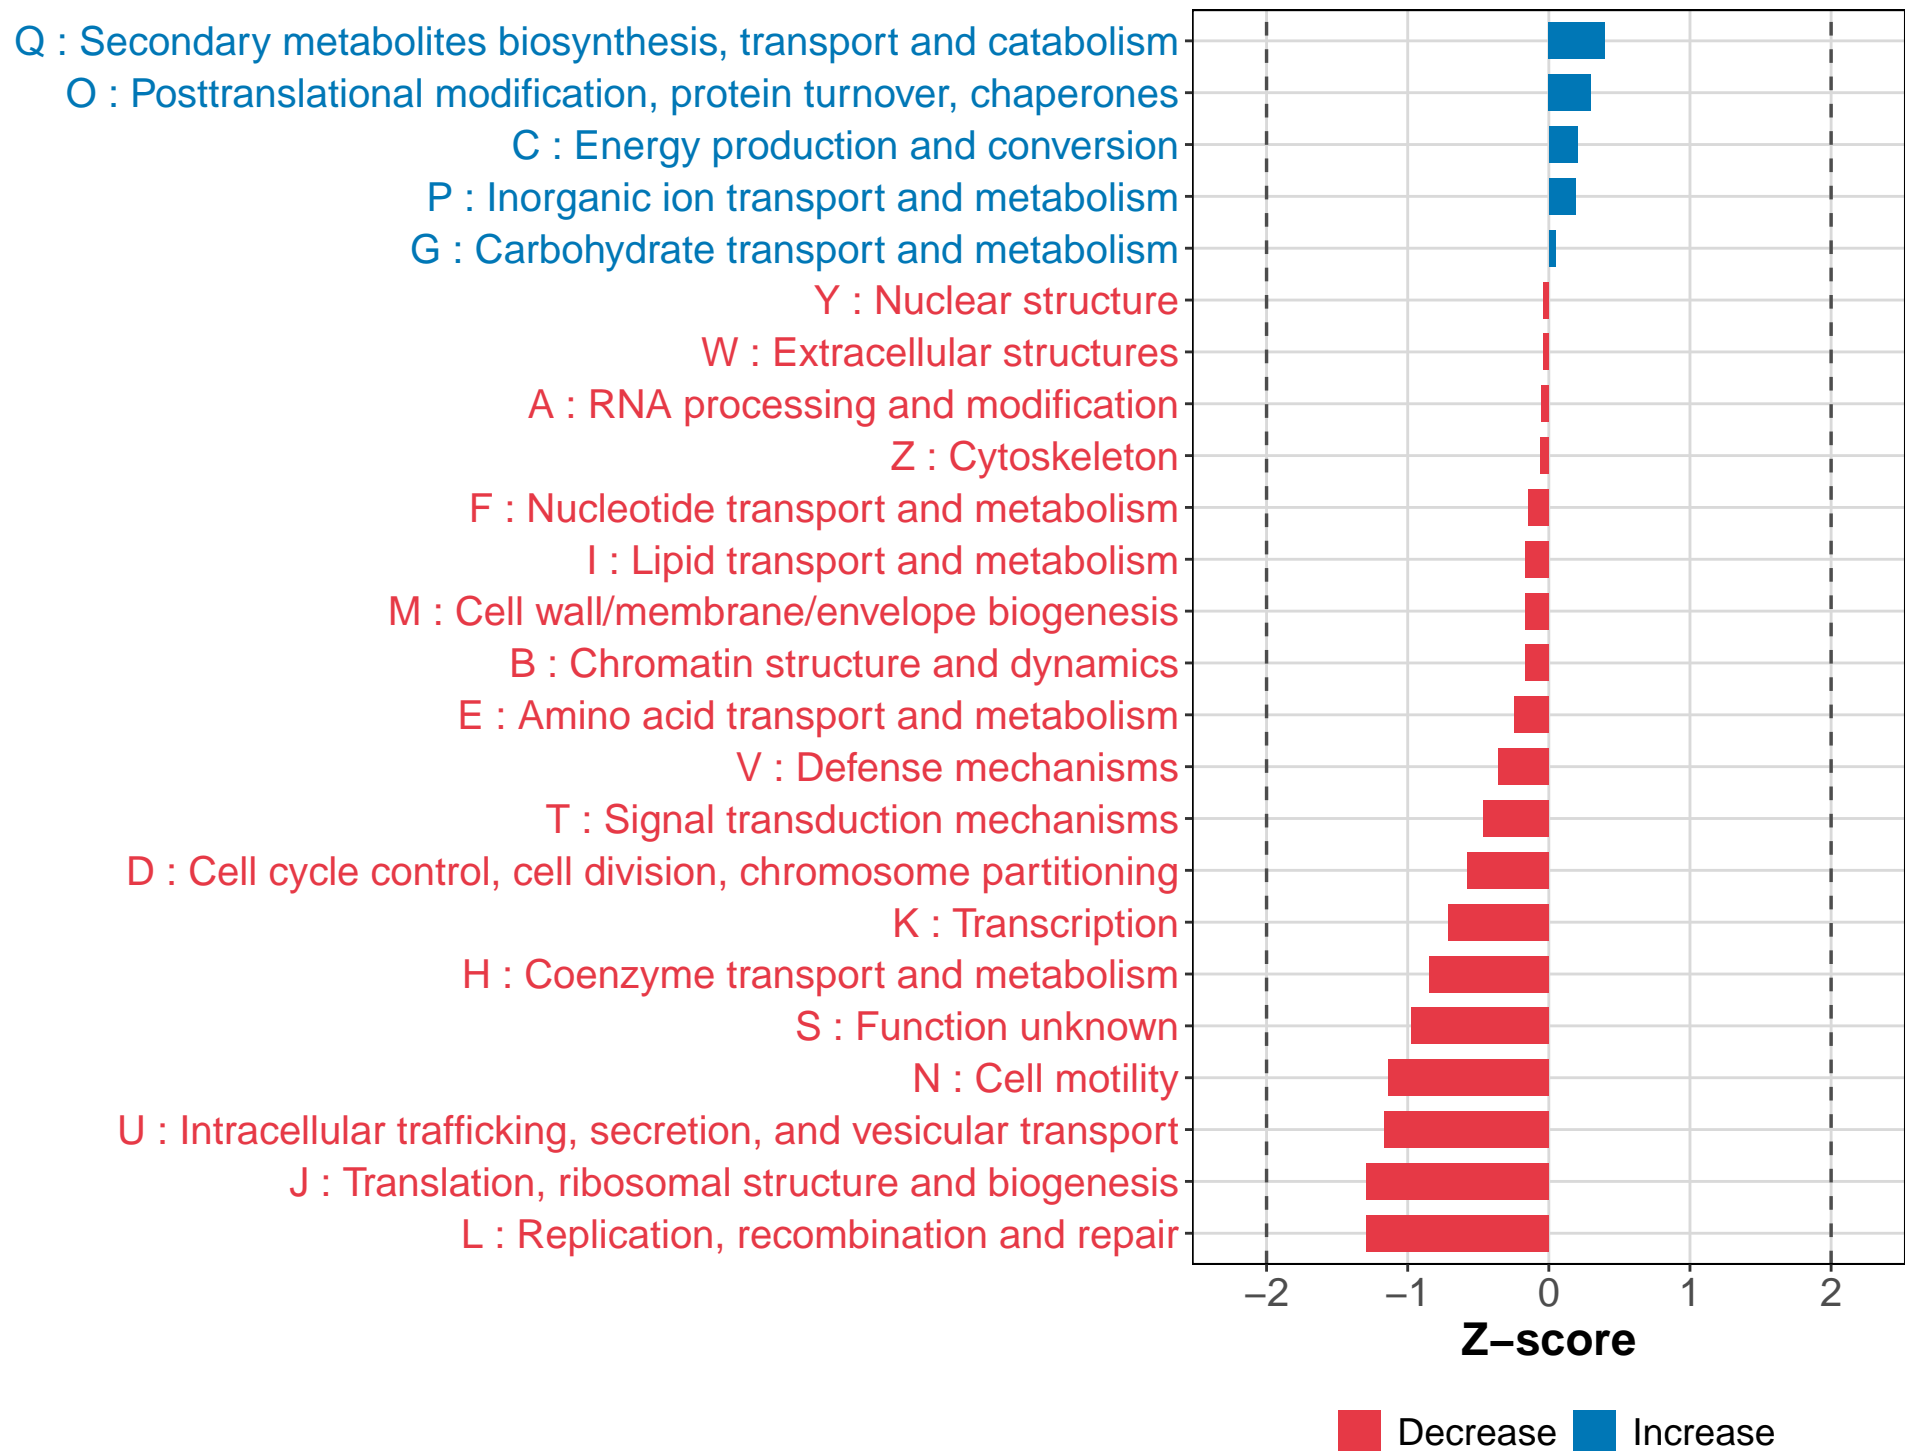 Q : Secondary metabolites biosynthesis, transport and catabolism
O : Posttranslational modification, protein turnover, chaperones
C : Energy production and conversion
P : Inorganic ion transport and metabolism
G : Carbohydrate transport and metabolism
Y : Nuclear structure
W : Extracellular structures
A : RNA processing and modification
Z : Cytoskeleton
F : Nucleotide transport and metabolism
I : Lipid transport and metabolism
M : Cell wall/membrane/envelope biogenesis
B : Chromatin structure and dynamics
E : Amino acid transport and metabolism
V : Defense mechanisms
T : Signal transduction mechanisms
D : Cell cycle control, cell division, chromosome partitioning
K : Transcription
H : Coenzyme transport and metabolism
S : Function unknown
N : Cell motility
U : Intracellular trafficking, secretion, and vesicular transport
J : Translation, ribosomal structure and biogenesis
L : Replication, recombination and repair
−2 −1 0 1 2
Z−score
Decrease Increase